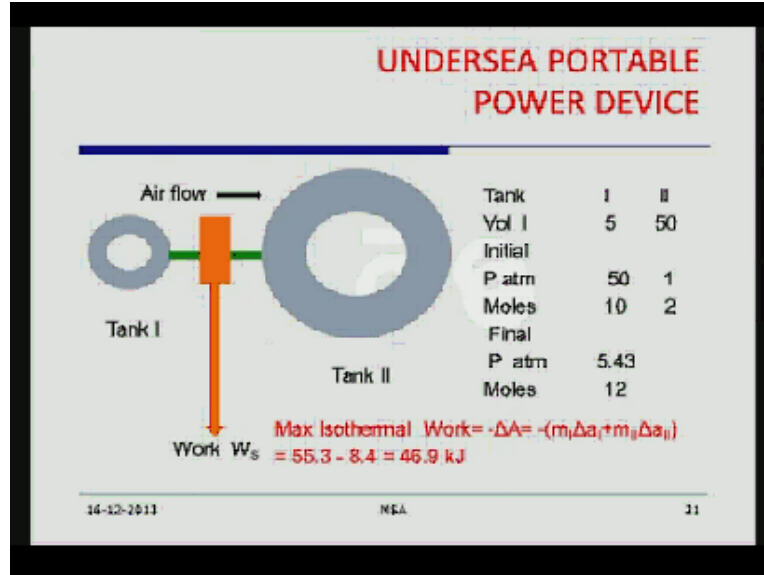 UNDERSEA PORTABLE
POWER DEVICE
Air flow
Tank I
Tank II
Work Ws
Tank I II
Vol l 5 50
Initial
P atm 50 1
Moles 10 2
Final
P atm 5.43
Moles 12
Max Isothermal Work= -ΔA= -(mIΔaI+mIIΔaII)
= 55.3 - 8.4 = 46.9 kJ
16-12-2013 MSA 31